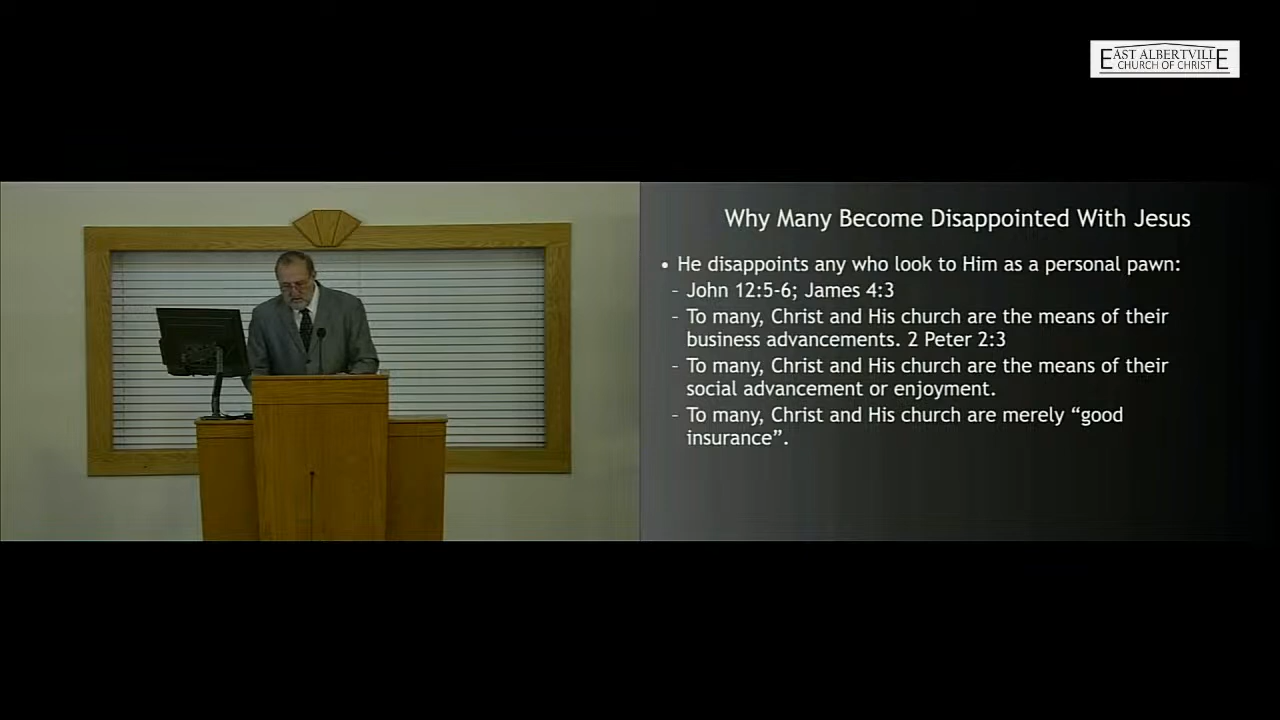 EAST ALBERTVILLE
CHURCH OF CHRIST
Why Many Become Disappointed With Jesus
• He disappoints any who look to Him as a personal pawn:
- John 12:5-6; James 4:3
- To many, Christ and His church are the means of their
business advancements. 2 Peter 2:3
- To many, Christ and His church are the means of their
social advancement or enjoyment.
- To many, Christ and His church are merely “good
insurance”.